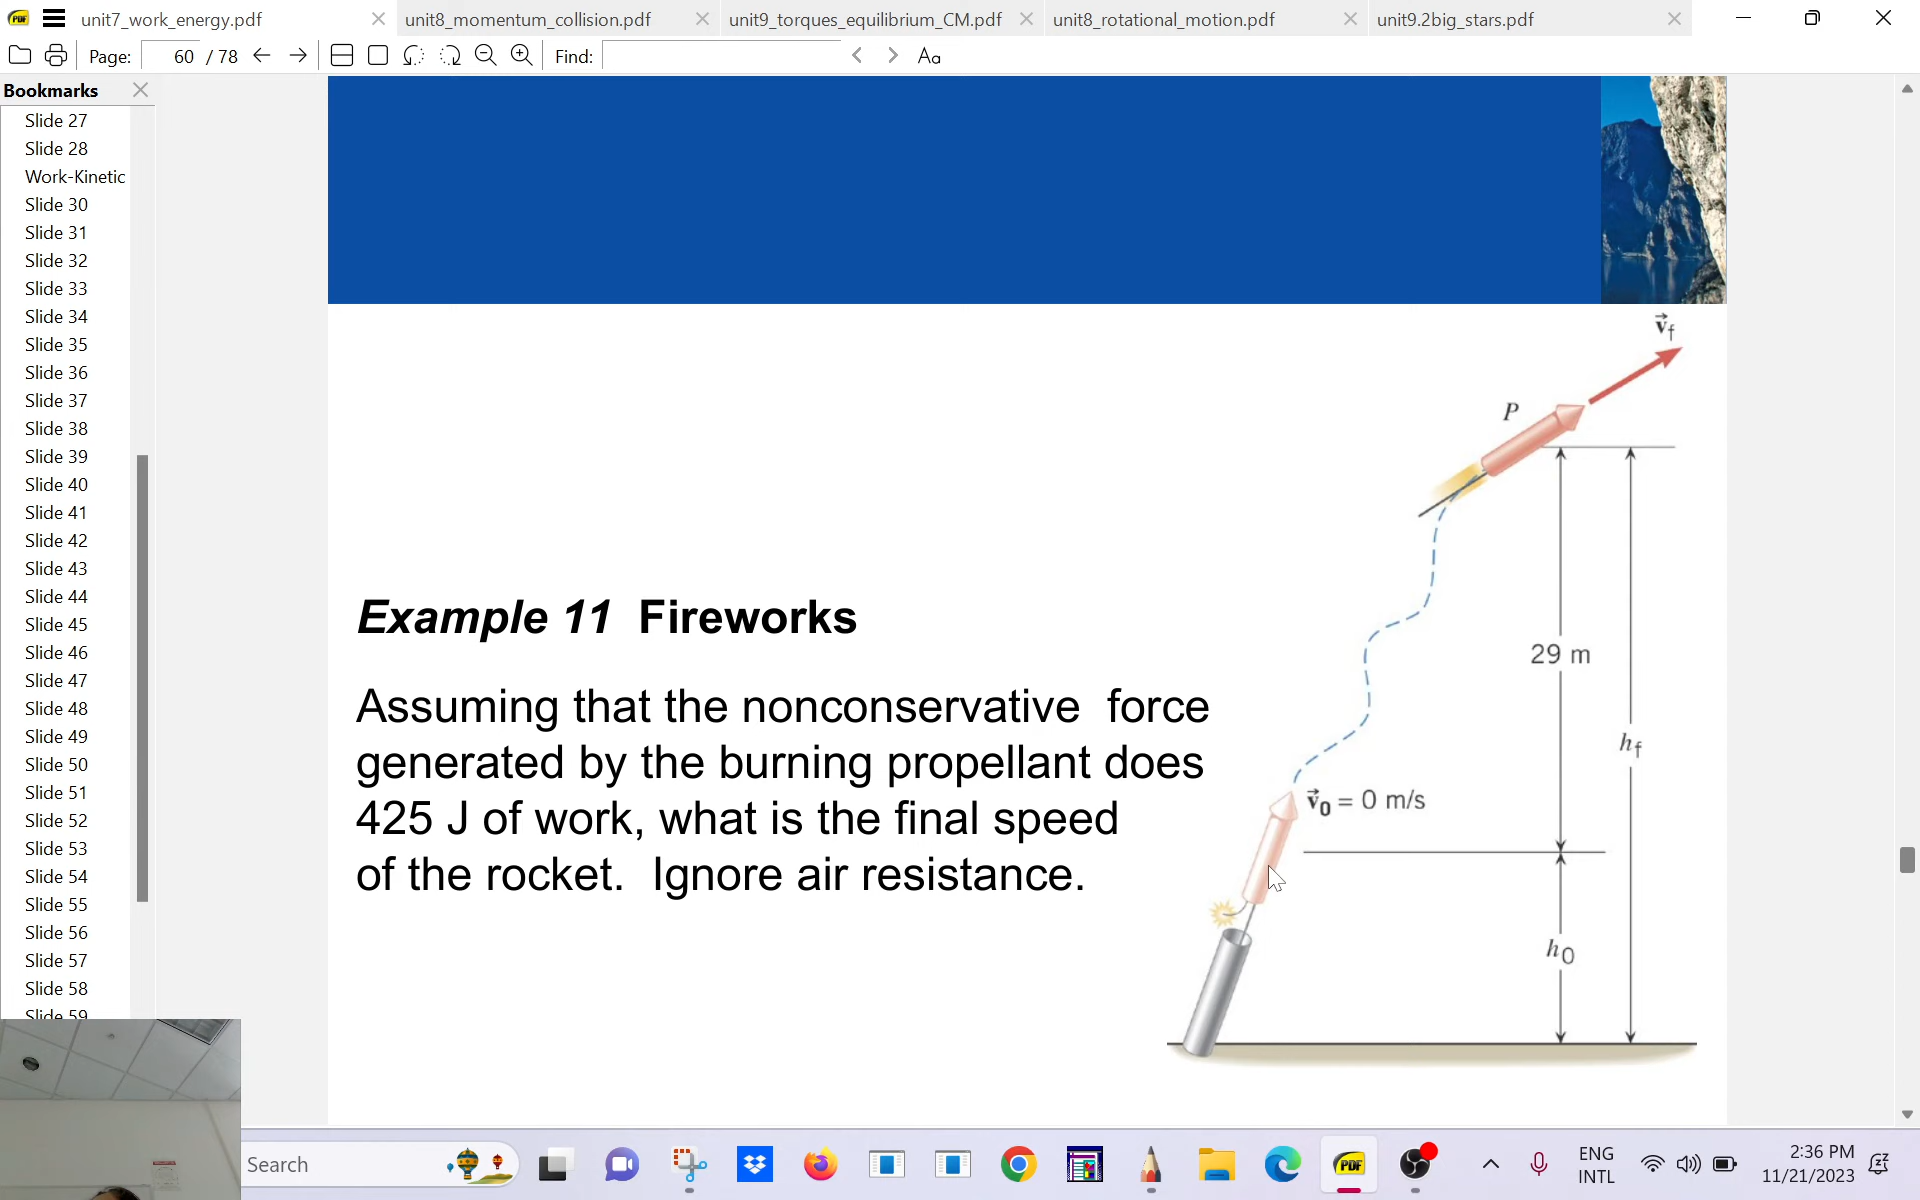 unit7_work_energy.pdf
unit8_momentum_collision.pdf
unit9_torques_equilibrium_CM.pdf
unit8_rotational_motion.pdf
unit9.2big_stars.pdf
Page: 60 / 78
Find:
Aa
Bookmarks
Slide 27
Slide 28
Work-Kinetic
Slide 30
Slide 31
Slide 32
Slide 33
Slide 34
Slide 35
Slide 36
Slide 37
Slide 38
Slide 39
Slide 40
Slide 41
Slide 42
Slide 43
Slide 44
Slide 45
Slide 46
Slide 47
Slide 48
Slide 49
Slide 50
Slide 51
Slide 52
Slide 53
Slide 54
Slide 55
Slide 56
Slide 57
Slide 58
Slide 59
v⃗f
P
29 m
hf
v⃗0 = 0 m/s
h0
Example 11 Fireworks
Assuming that the nonconservative force
generated by the burning propellant does
425 J of work, what is the final speed
of the rocket. Ignore air resistance.
Search
PDF
ENG
INTL
2:36 PM
11/21/2023